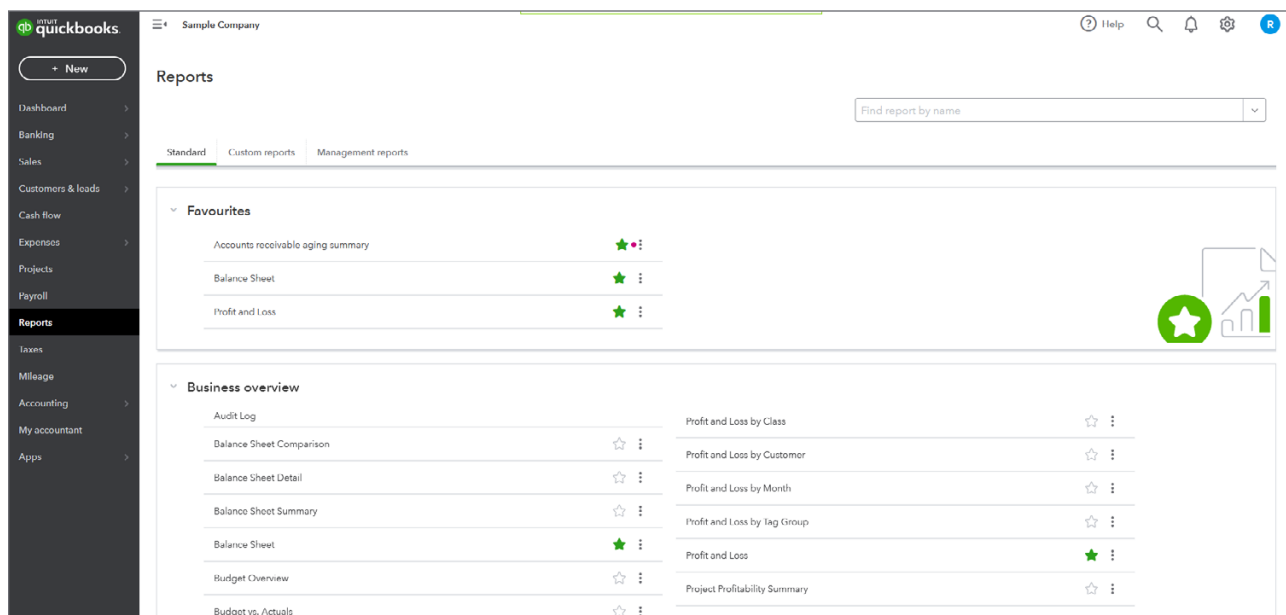 qb INTUIT quickbooks.
Sample Company
Help
R
+ New
Dashboard
Banking
Sales
Customers & leads
Cash flow
Expenses
Projects
Payroll
Reports
Taxes
Mileage
Accounting
My accountant
Apps
Reports
Find report by name
Standard Custom reports Management reports
Favourites
Accounts receivable aging summary
Balance Sheet
Profit and Loss
Business overview
Audit Log
Balance Sheet Comparison
Balance Sheet Detail
Balance Sheet Summary
Balance Sheet
Budget Overview
Budget vs. Actuals
Profit and Loss by Class
Profit and Loss by Customer
Profit and Loss by Month
Profit and Loss by Tag Group
Profit and Loss
Project Profitability Summary